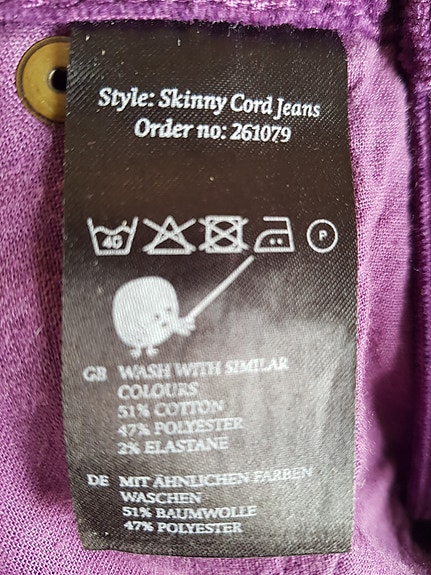 Style: Skinny Cord Jeans
Order no: 261079
40
P
GB WASH WITH SIMILAR
COLOURS
51% COTTON
47% POLYESTER
2% ELASTANE
DE MIT ÄHNLICHEN FARBEN
WASCHEN
51% BAUMWOLLE
47% POLYESTER